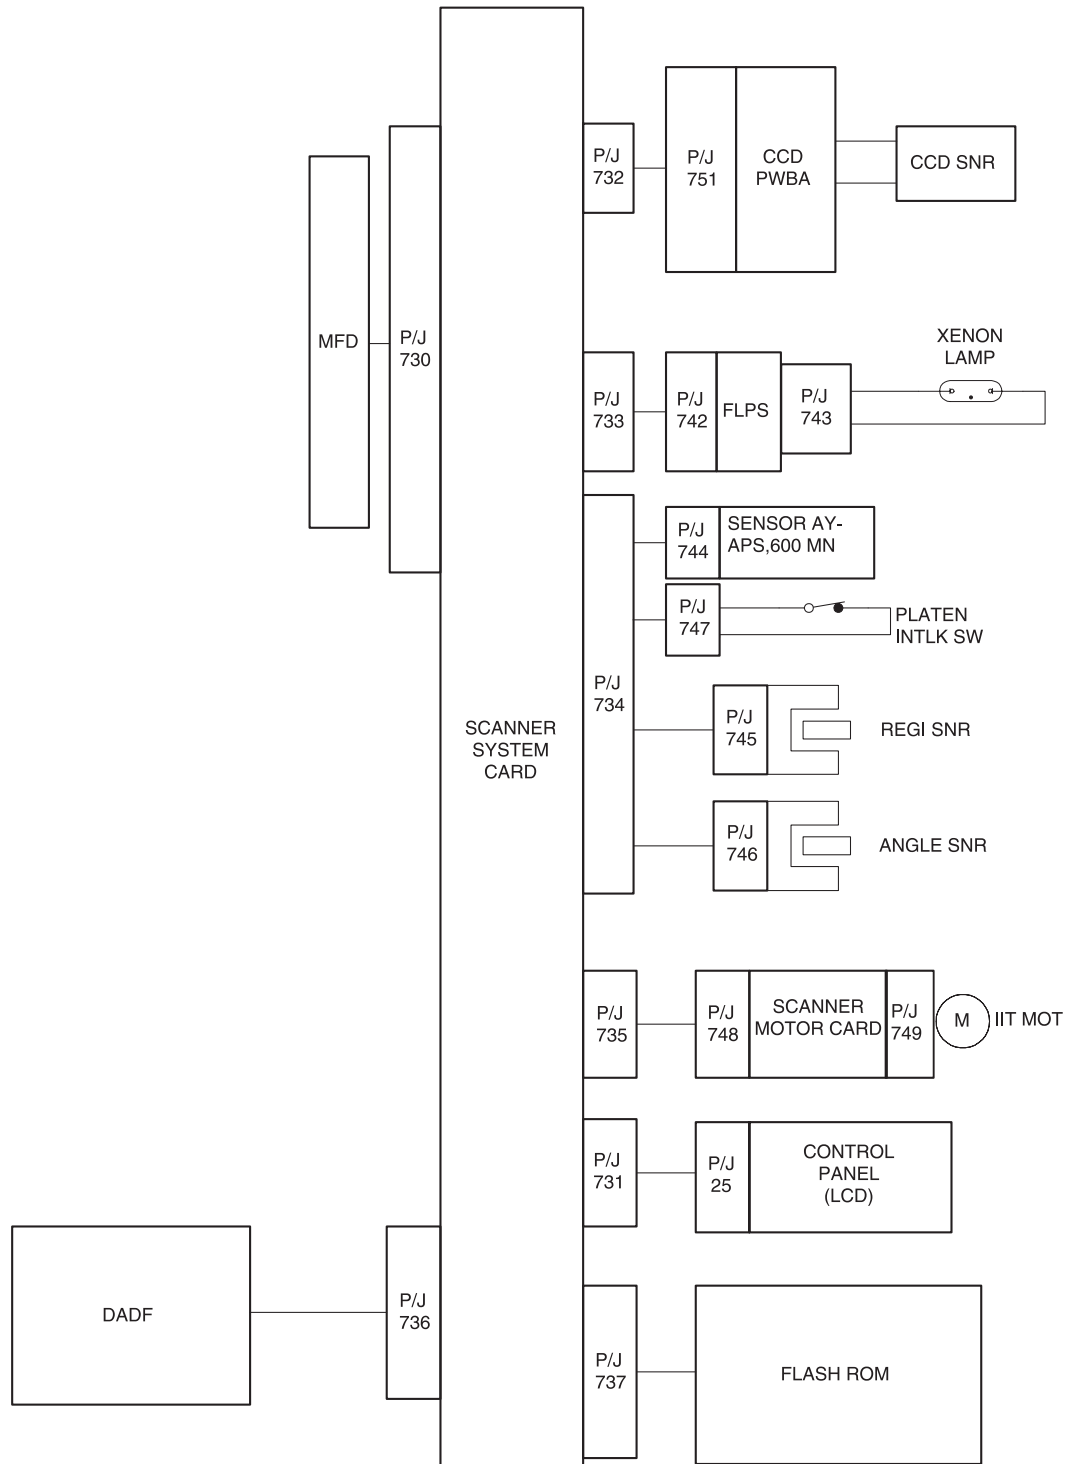 P/J
732
P/J
751
CCD
PWBA
CCD SNR
MFD
P/J
730
P/J
733
P/J
742
FLPS
P/J
743
XENON
LAMP
P/J
734
P/J
744
SENSOR AY-
APS,600 MN
P/J
747
PLATEN
INTLK SW
SCANNER
SYSTEM
CARD
P/J
745
REGI SNR
P/J
746
ANGLE SNR
P/J
735
P/J
748
SCANNER
MOTOR CARD
P/J
749
M
IIT MOT
P/J
731
P/J
25
CONTROL
PANEL
(LCD)
DADF
P/J
736
P/J
737
FLASH ROM